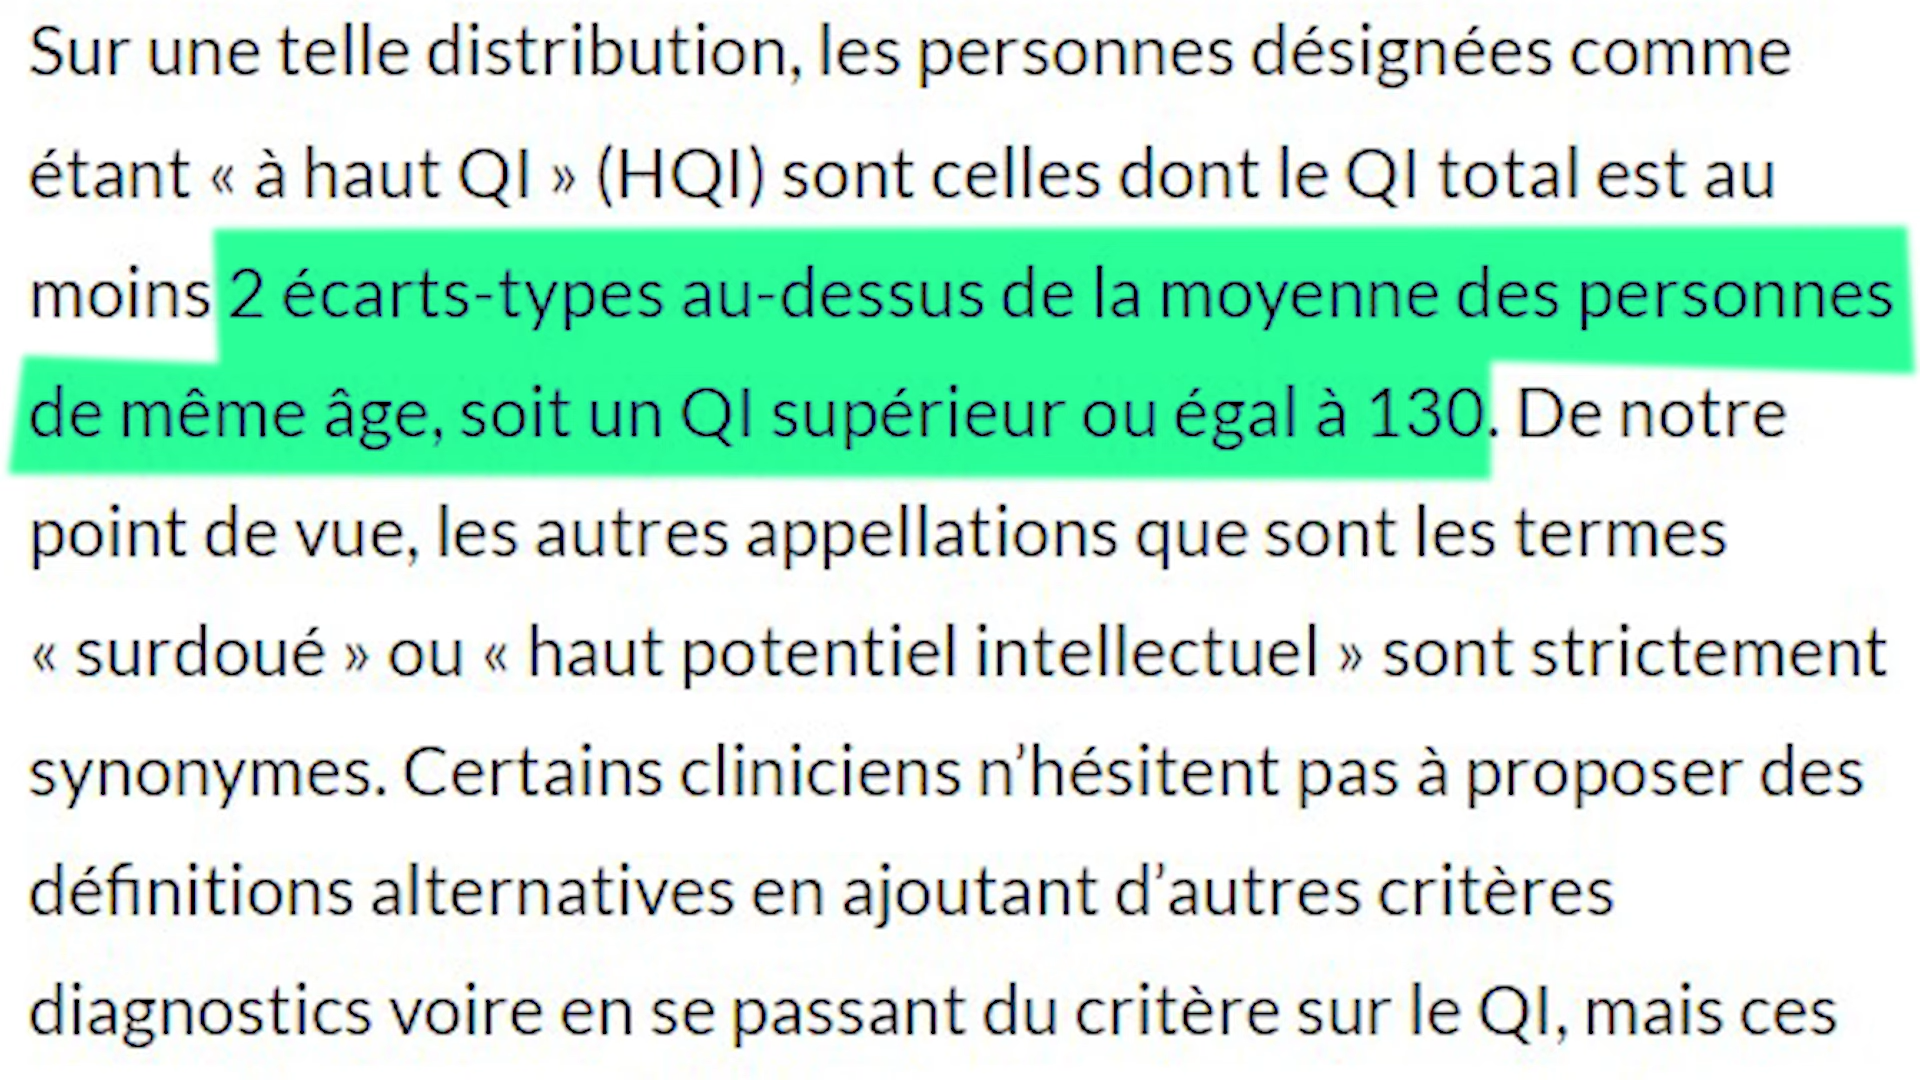 Sur une telle distribution, les personnes désignées comme
étant « à haut QI » (HQI) sont celles dont le QI total est au
moins 2 écarts-types au-dessus de la moyenne des personnes
de même âge, soit un QI supérieur ou égal à 130. De notre
point de vue, les autres appellations que sont les termes
« surdoué » ou « haut potentiel intellectuel » sont strictement
synonymes. Certains cliniciens n’hésitent pas à proposer des
définitions alternatives en ajoutant d’autres critères
diagnostics voire en se passant du critère sur le QI, mais ces